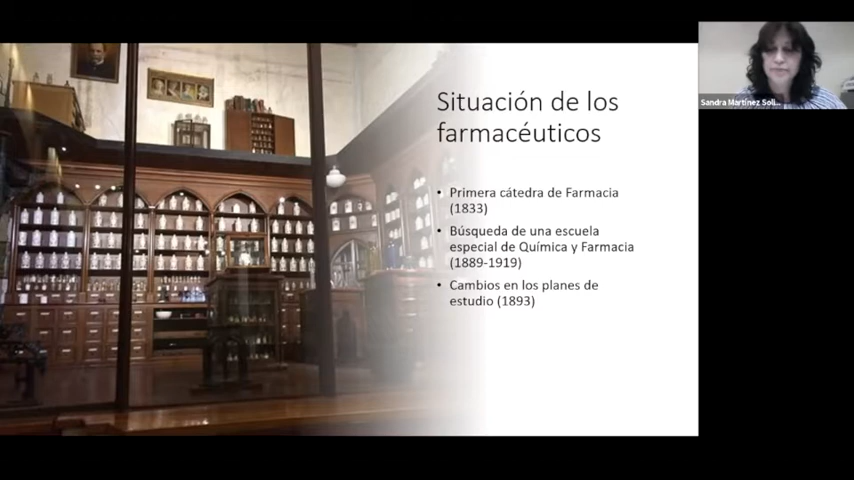 Situación de los
farmacéuticos
• Primera cátedra de Farmacia
(1833)
• Búsqueda de una escuela
especial de Química y Farmacia
(1889-1919)
• Cambios en los planes de
estudio (1893)
Sandra Martínez Solí...